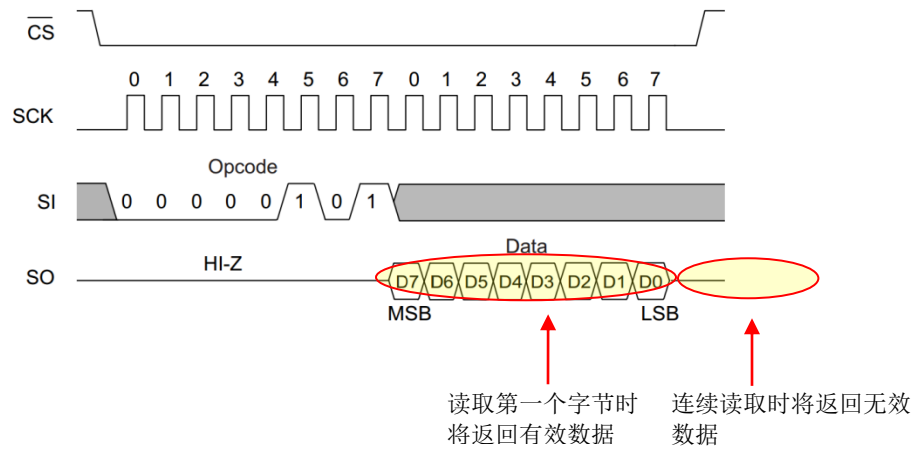 CS
0 1 2 3 4 5 6 7 0 1 2 3 4 5 6 7
SCK
Opcode
SI 0 0 0 0 0 1 0 1
Data
HI-Z
SO D7 D6 D5 D4 D3 D2 D1 D0
MSB LSB
读取第一个字节时
将返回有效数据
连续读取时将返回无效
数据